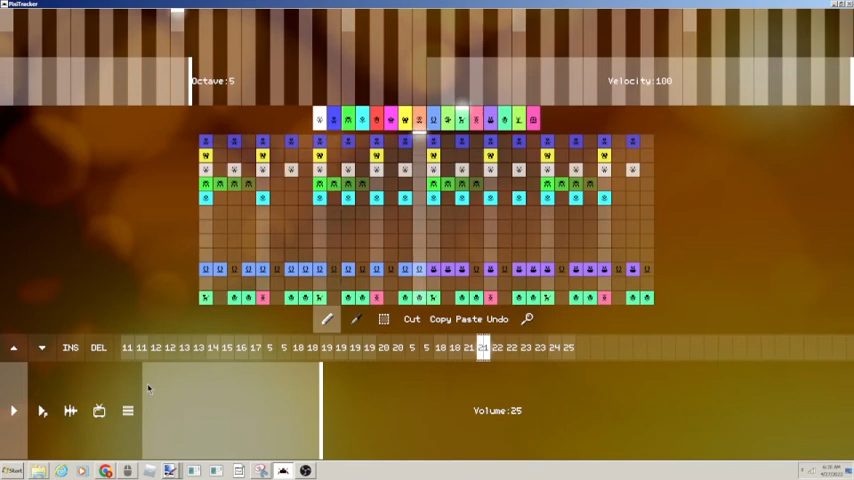 PixiTracker
Octave:5
Velocity:100
Cut Copy Paste Undo
INS DEL 11 11 12 12 13 13 14 15 16 17 5 5 18 18 19 19 19 19 20 20 5 5 18 18 21 21 22 22 23 23 24 25
Volume:25
Start